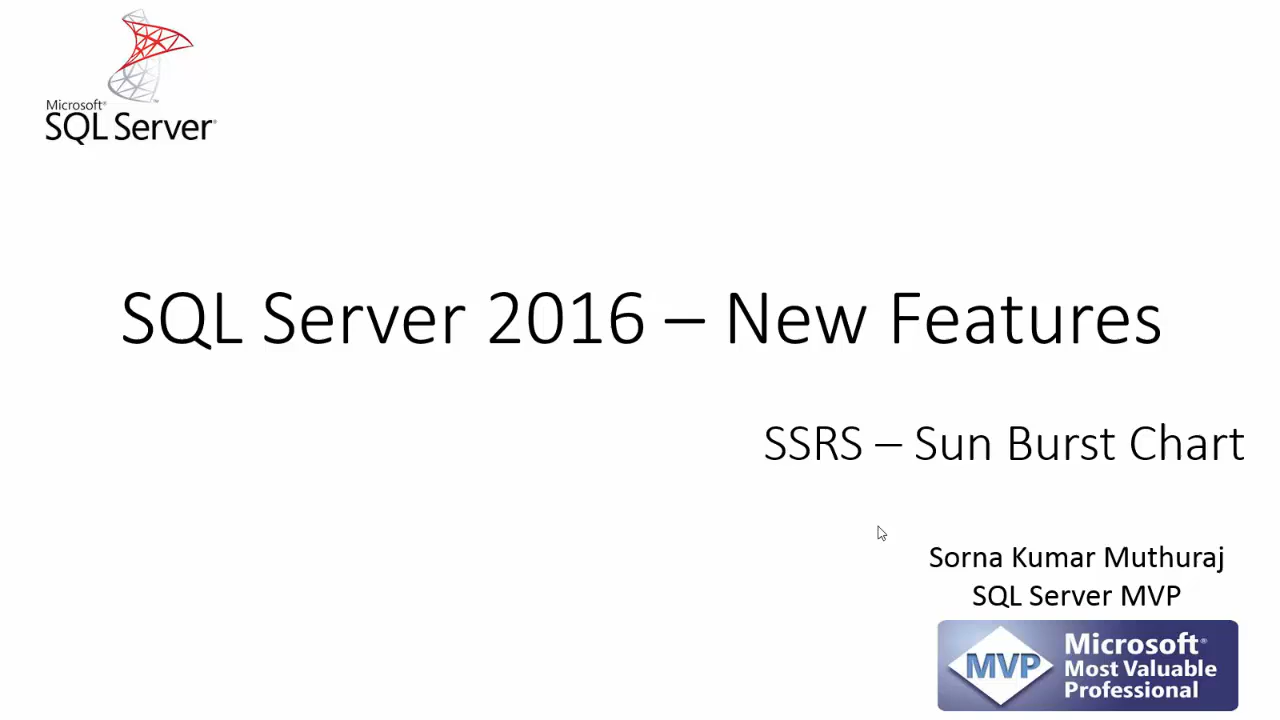 Microsoft®
SQL Server®
SQL Server 2016 – New Features
SSRS – Sun Burst Chart
Sorna Kumar Muthuraj
SQL Server MVP
MVP
Microsoft®
Most Valuable
Professional